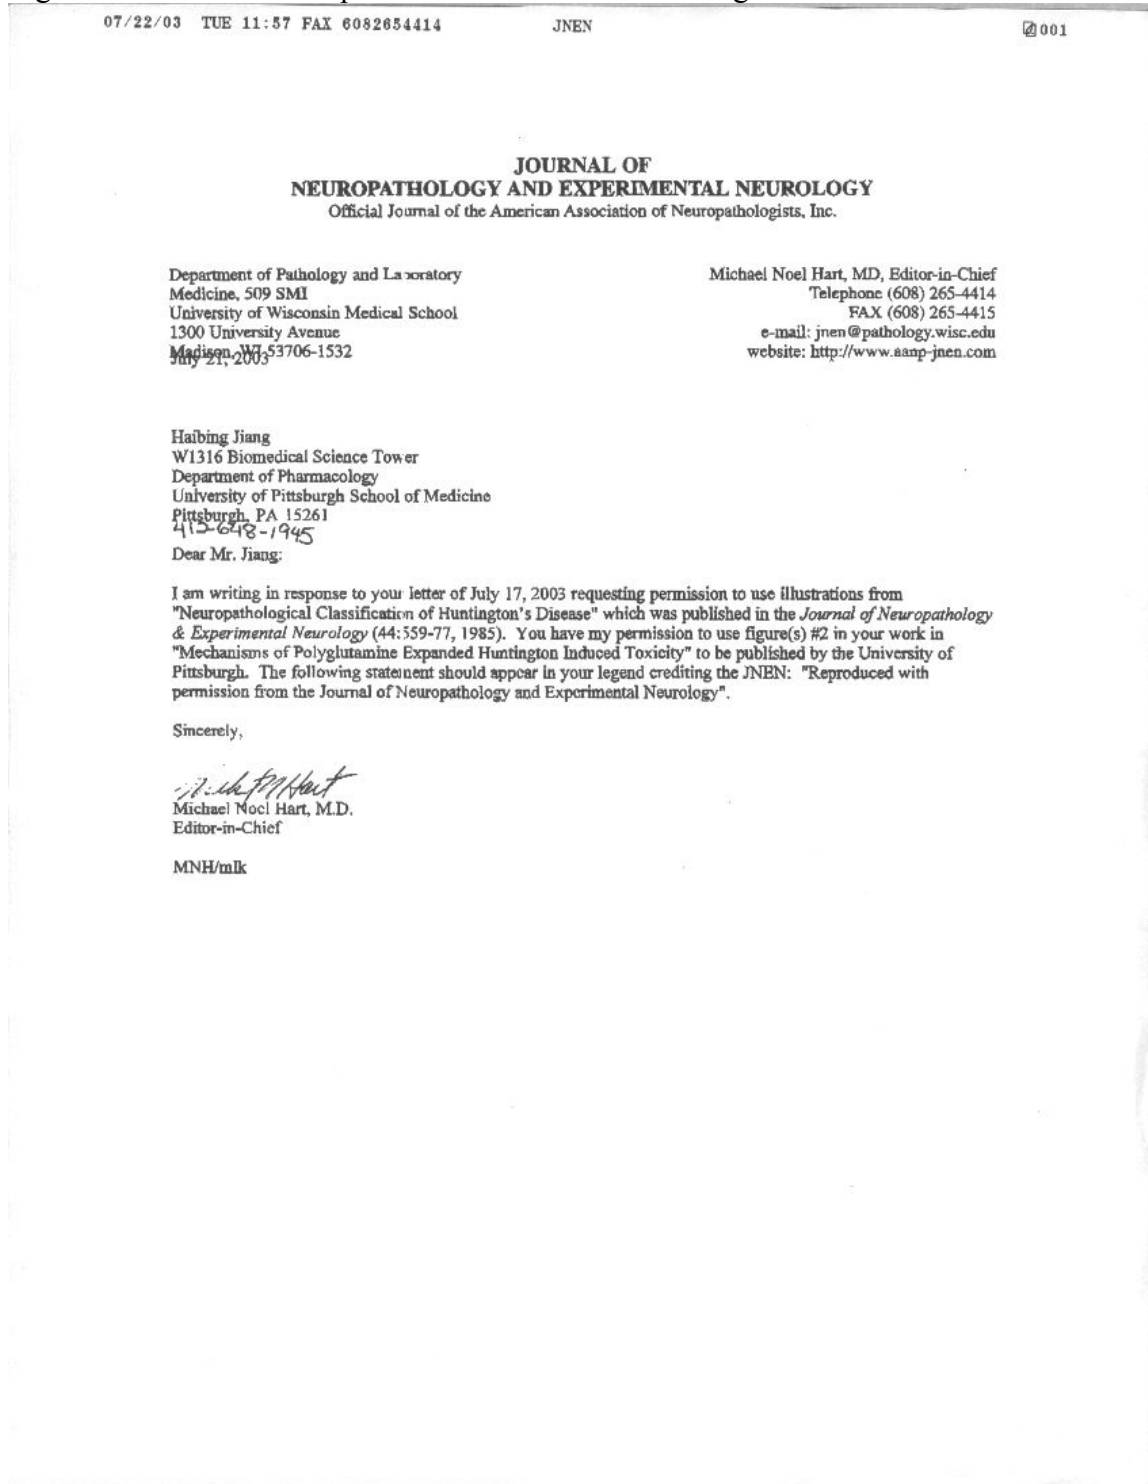 07/22/03 TUE 11:57 FAX 6082654414 JNEN 001
JOURNAL OF
NEUROPATHOLOGY AND EXPERIMENTAL NEUROLOGY
Official Journal of the American Association of Neuropathologists, Inc.
Department of Pathology and Laboratory
Medicine, 509 SMI
University of Wisconsin Medical School
1300 University Avenue
Madison, WI 53706-1532
July 21, 2003
Michael Noel Hart, MD, Editor-in-Chief
Telephone (608) 265-4414
FAX (608) 265-4415
e-mail: jnen@pathology.wisc.edu
website: http://www.aanp-jnen.com
Haibing Jiang
W1316 Biomedical Science Tower
Department of Pharmacology
University of Pittsburgh School of Medicine
Pittsburgh, PA 15261
412-648-1945
Dear Mr. Jiang:
I am writing in response to your letter of July 17, 2003 requesting permission to use illustrations from
"Neuropathological Classification of Huntington's Disease" which was published in the Journal of Neuropathology
& Experimental Neurology (44:559-77, 1985). You have my permission to use figure(s) #2 in your work in
"Mechanisms of Polyglutamine Expanded Huntington Induced Toxicity" to be published by the University of
Pittsburgh. The following statement should appear in your legend crediting the JNEN: "Reproduced with
permission from the Journal of Neuropathology and Experimental Neurology".
Sincerely,
Michael Noel Hart, M.D.
Editor-in-Chief
MNH/mlk